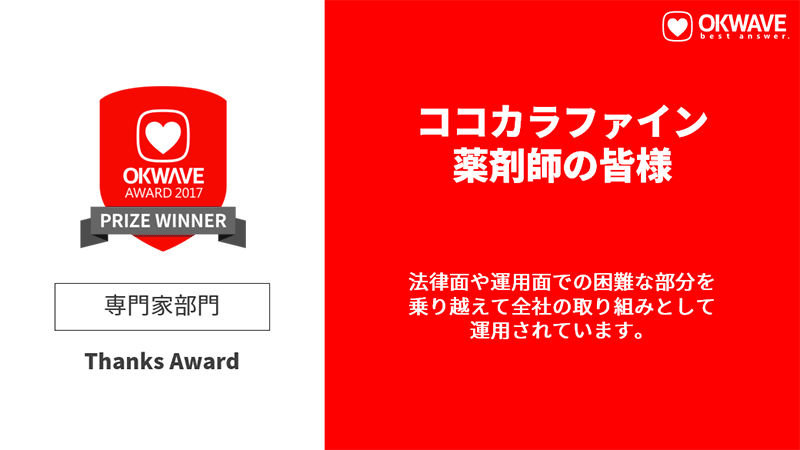 OKWAVE
AWARD 2017
PRIZE WINNER
専門家部門
Thanks Award
OKWAVE
best answer.
ココカラファイン
薬剤師の皆様
法律面や運用面での困難な部分を
乗り越えて全社の取り組みとして
運用されています。